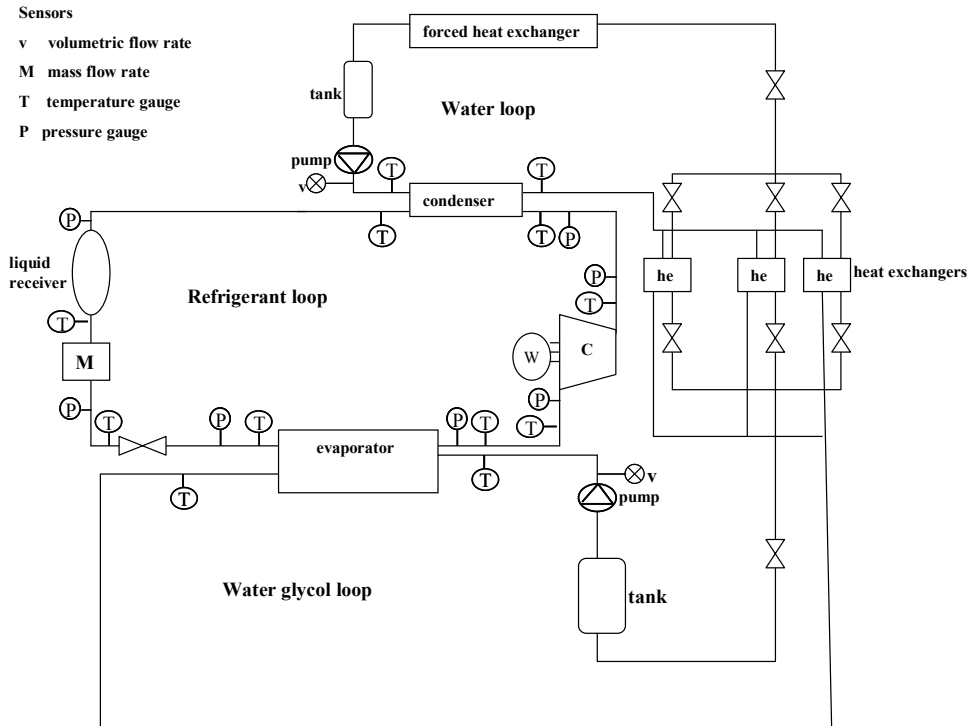 Sensors
v volumetric flow rate
M mass flow rate
T temperature gauge
P pressure gauge
forced heat exchanger
tank
Water loop
pump
v
T
T
condenser
P
T
T
P
liquid
receiver
he
he
he
heat exchangers
P
T
Refrigerant loop
T
M
W
C
P
P
T
T
P
T
P
T
evaporator
T
T
v
pump
Water glycol loop
tank